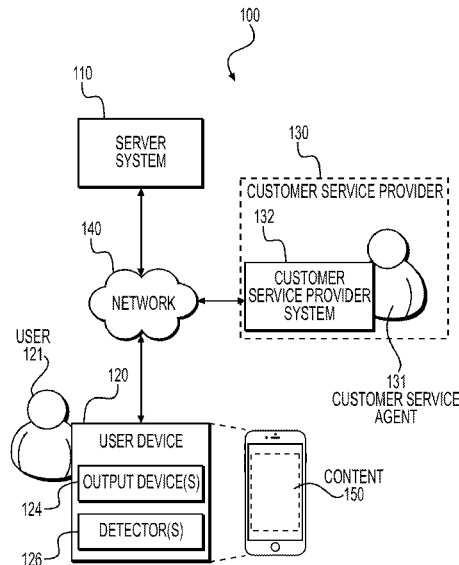 100
110
SERVER
SYSTEM
130
CUSTOMER SERVICE PROVIDER
132
140
CUSTOMER
SERVICE PROVIDER
SYSTEM
NETWORK
USER
121
120
131
CUSTOMER SERVICE
AGENT
USER DEVICE
OUTPUT DEVICE(S)
124
CONTENT
150
DETECTOR(S)
126